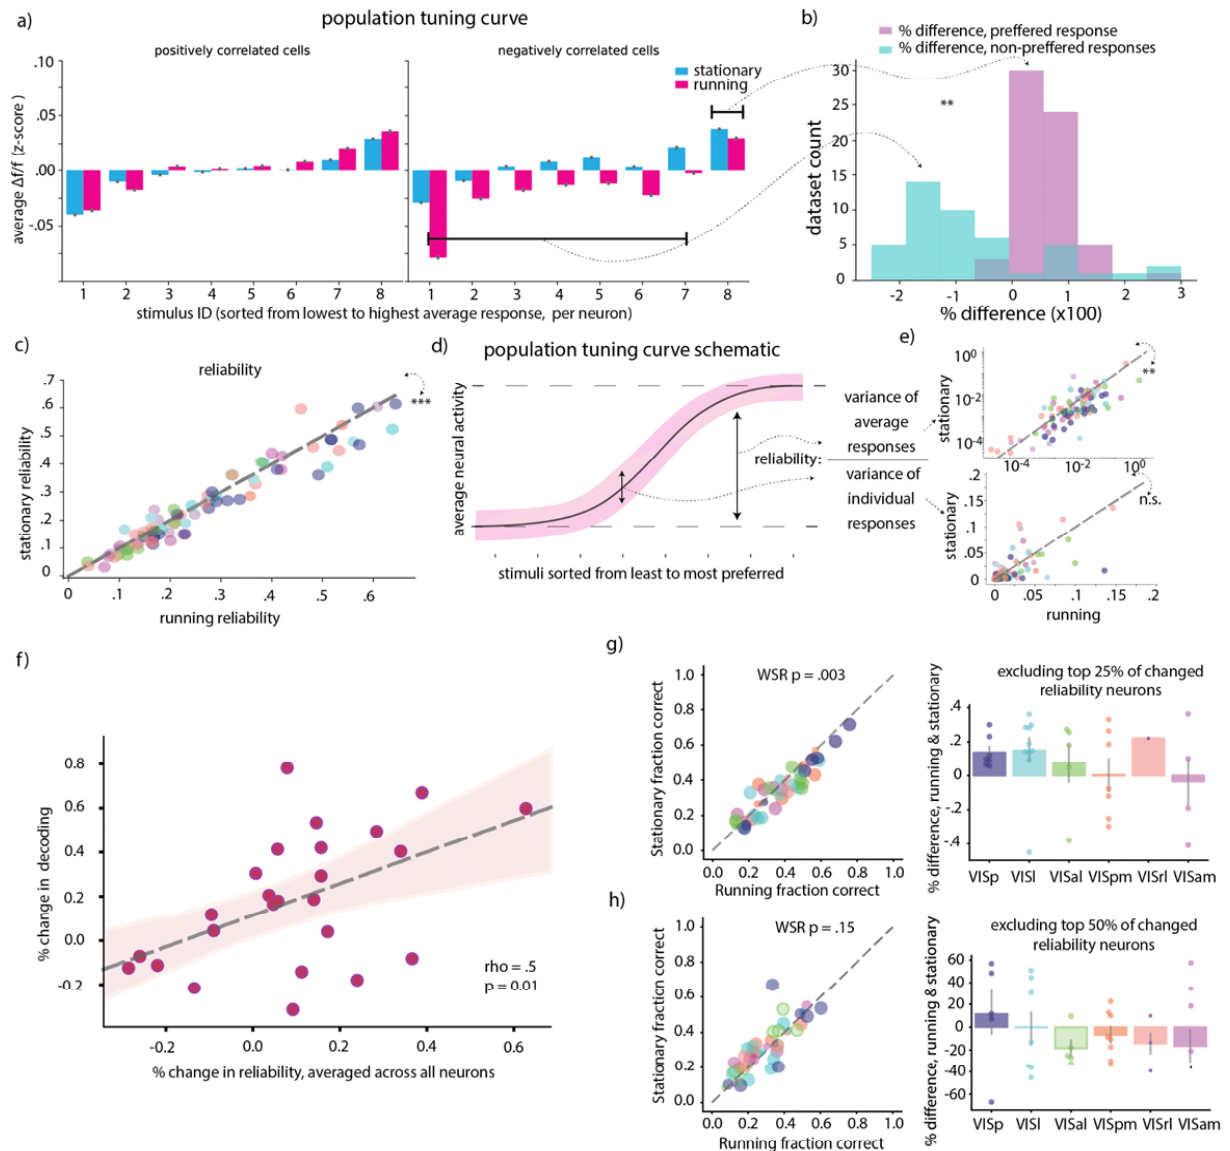 a)
population tuning curve
positively correlated cells
negatively correlated cells
average Δf/f (z-score )
.10
.05
.00
-.05
stationary
running
1 2 3 4 5 6 7 8
1 2 3 4 5 6 7 8
stimulus ID (sorted from lowest to highest average response, per neuron)
b)
% difference, preffered response
% difference, non-preffered responses
dataset count
30
25
20
15
10
5
0
**
-2 -1 0 1 2 3
% difference (x100)
c)
reliability
stationary reliability
.7
.6
.5
.4
.3
.2
.1
0
***
0 .1 .2 .3 .4 .5 .6
running reliability
d)
population tuning curve schematic
average neural activity
stimuli sorted from least to most preferred
reliability:
variance of
average
responses
variance of
individual
responses
e)
stationary
10⁰
10⁻²
10⁻⁴
**
10⁻⁴ 10⁻² 10⁰
stationary
.2
.15
.1
.05
0
n.s.
0 .05 .1 .15 .2
running
f)
% change in decoding
0.8
0.6
0.4
0.2
0.0
-0.2
rho = .5
p = 0.01
-0.2 0.0 0.2 0.4 0.6
% change in reliability, averaged across all neurons
g)
Stationary fraction correct
1.0
0.8
0.6
0.4
0.2
0.0
WSR p = .003
0.0 0.2 0.4 0.6 0.8 1.0
Running fraction correct
excluding top 25% of changed
reliability neurons
% difference, running & stationary
.4
.2
0
-.2
-.4
VISp VISl VISal VISpm VISrl VISam
h)
Stationary fraction correct
1.0
0.8
0.6
0.4
0.2
0.0
WSR p = .15
0.0 0.2 0.4 0.6 0.8 1.0
Running fraction correct
excluding top 50% of changed
reliability neurons
% difference, running & stationary
60
40
20
0
-20
-40
-60
VISp VISl VISal VISpm VISrl VISam